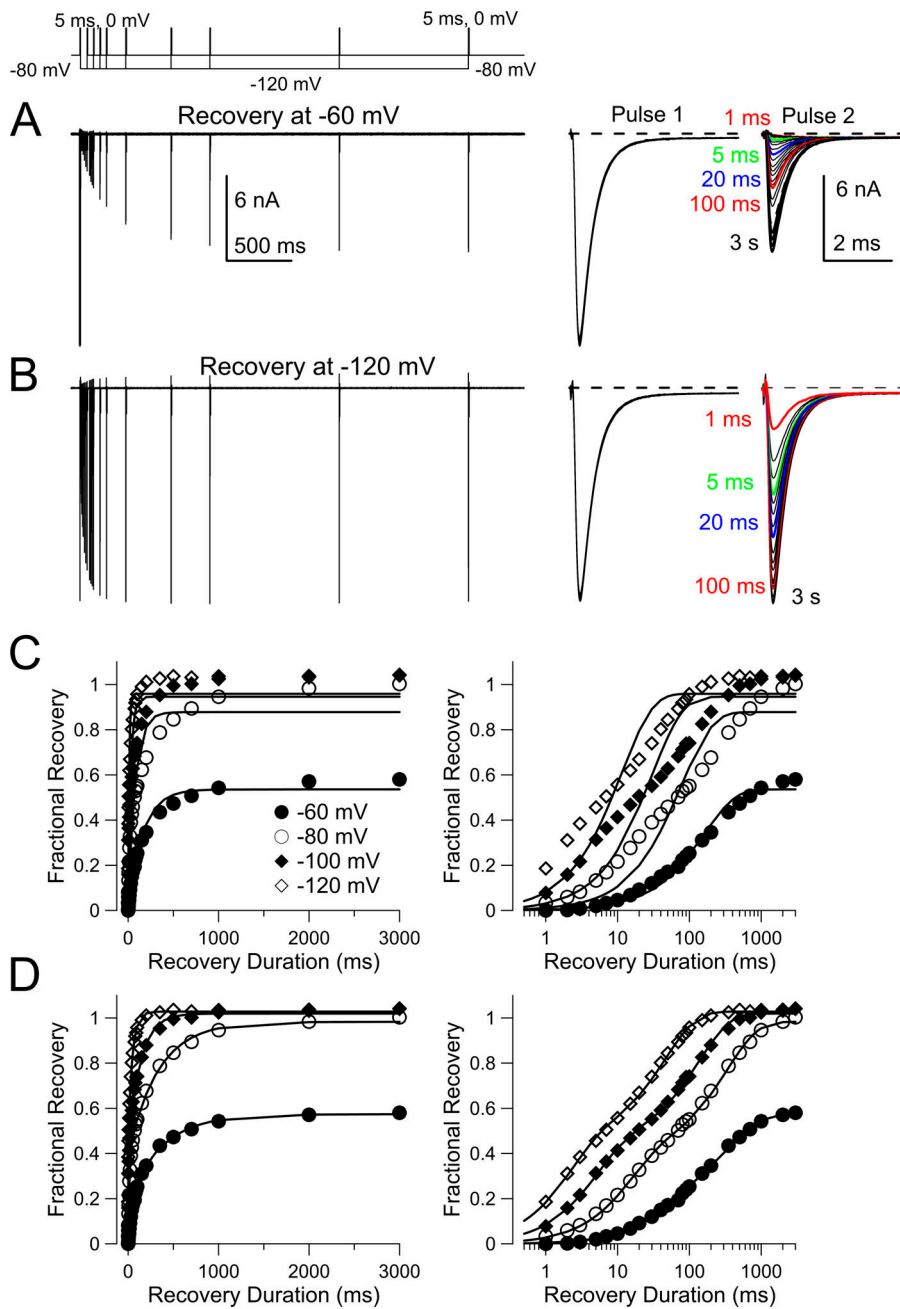 5 ms, 0 mV
5 ms, 0 mV
-80 mV
-120 mV
-80 mV
A
Recovery at -60 mV
Pulse 1
1 ms
Pulse 2
5 ms
20 ms
100 ms
3 s
6 nA
500 ms
6 nA
2 ms
B
Recovery at -120 mV
1 ms
5 ms
20 ms
100 ms
3 s
C
Fractional Recovery
1
0.8
0.6
0.4
0.2
0
-60 mV
-80 mV
-100 mV
-120 mV
0
1000
2000
3000
Recovery Duration (ms)
Fractional Recovery
1
0.8
0.6
0.4
0.2
0
1
10
100
1000
Recovery Duration (ms)
D
Fractional Recovery
1
0.8
0.6
0.4
0.2
0
0
1000
2000
3000
Recovery Duration (ms)
Fractional Recovery
1
0.8
0.6
0.4
0.2
0
1
10
100
1000
Recovery Duration (ms)